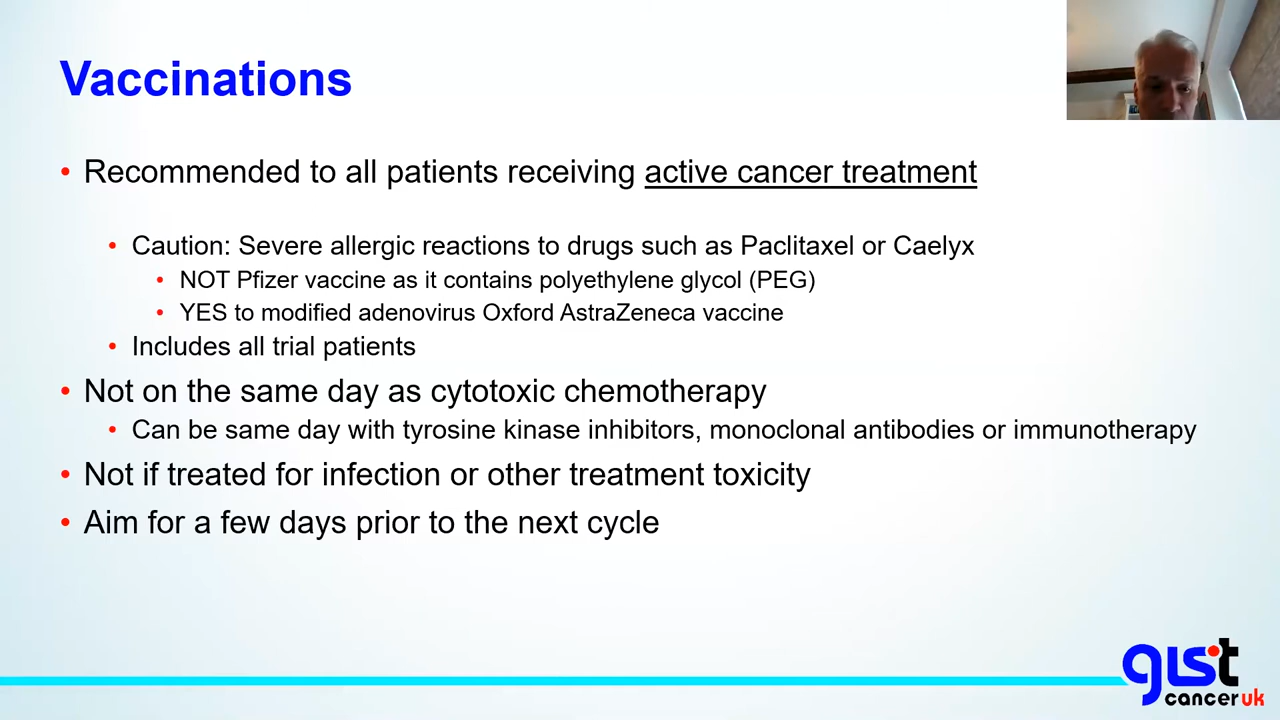 Vaccinations
• Recommended to all patients receiving active cancer treatment
• Caution: Severe allergic reactions to drugs such as Paclitaxel or Caelyx
• NOT Pfizer vaccine as it contains polyethylene glycol (PEG)
• YES to modified adenovirus Oxford AstraZeneca vaccine
• Includes all trial patients
• Not on the same day as cytotoxic chemotherapy
• Can be same day with tyrosine kinase inhibitors, monoclonal antibodies or immunotherapy
• Not if treated for infection or other treatment toxicity
• Aim for a few days prior to the next cycle
gist
cancer uk